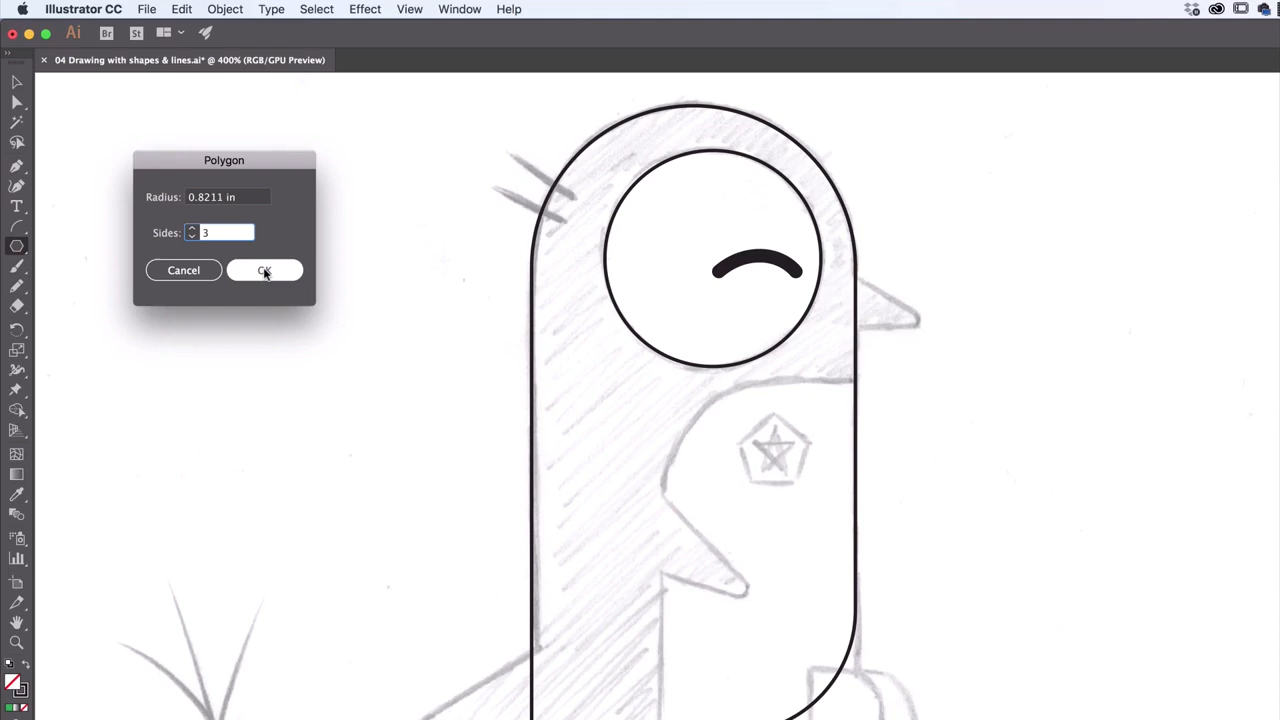 Illustrator CC File Edit Object Type Select Effect View Window Help
Ai Br St
× 04 Drawing with shapes & lines.ai* @ 400% (RGB/GPU Preview)
Polygon
Radius: 0.8211 in
Sides: 3
Cancel OK
T